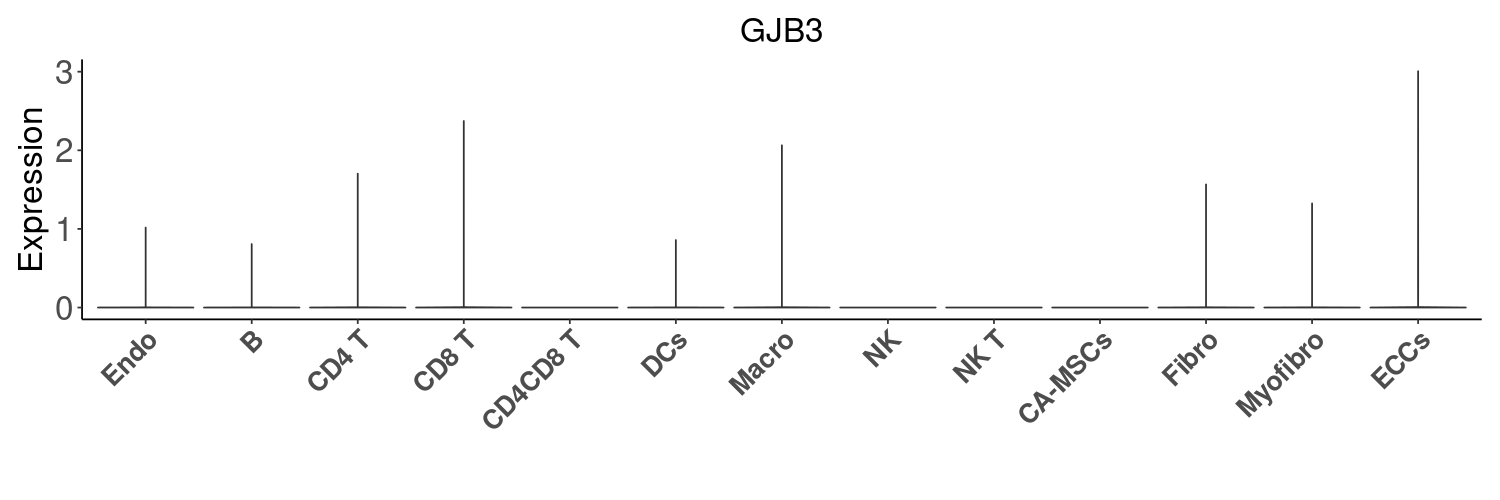 GJB3
Expression
3
2
1
0
Endo
B
CD4 T
CD8 T
CD4CD8 T
DCs
Macro
NK
NK T
CA-MSCs
Fibro
Myofibro
ECCs